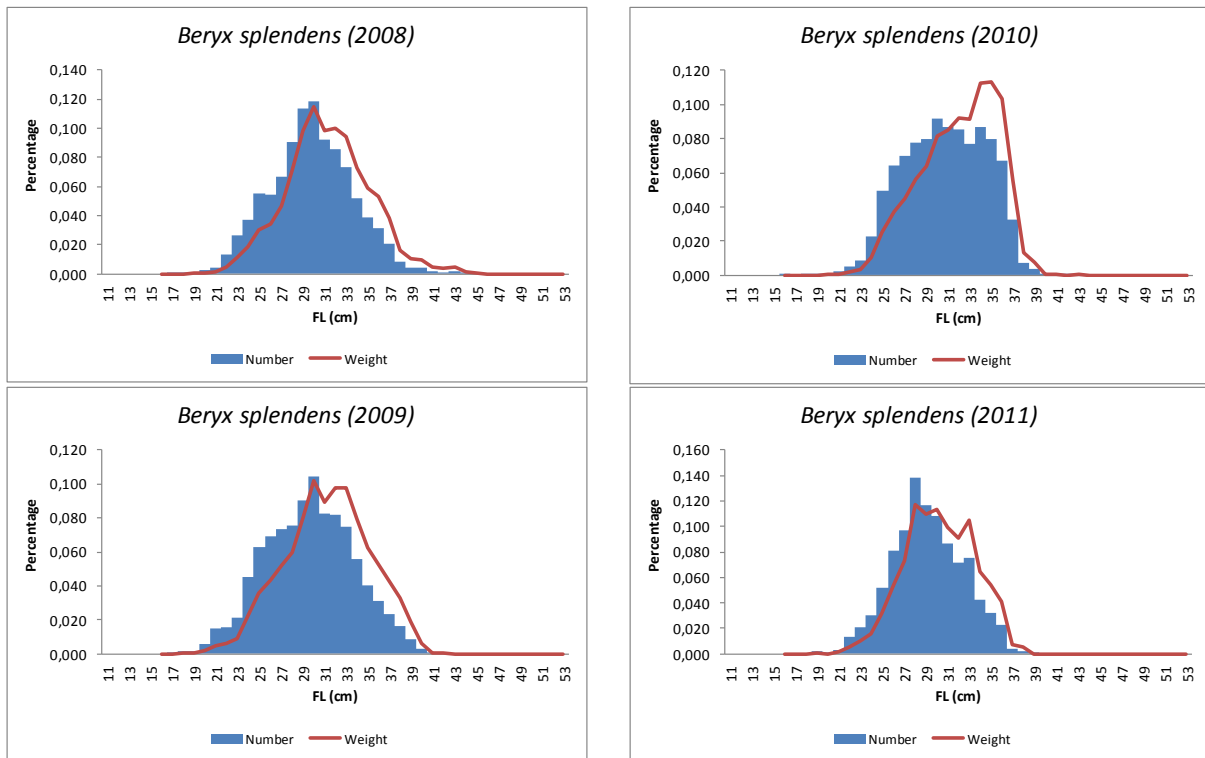 Beryx splendens (2008)
Percentage
0,140
0,120
0,100
0,080
0,060
0,040
0,020
0,000
11 13 15 17 19 21 23 25 27 29 31 33 35 37 39 41 43 45 47 49 51 53
FL (cm)
Number Weight
Beryx splendens (2010)
Percentage
0,120
0,100
0,080
0,060
0,040
0,020
0,000
11 13 15 17 19 21 23 25 27 29 31 33 35 37 39 41 43 45 47 49 51 53
FL (cm)
Number Weight
Beryx splendens (2009)
Percentage
0,120
0,100
0,080
0,060
0,040
0,020
0,000
11 13 15 17 19 21 23 25 27 29 31 33 35 37 39 41 43 45 47 49 51 53
FL (cm)
Number Weight
Beryx splendens (2011)
Percentage
0,160
0,140
0,120
0,100
0,080
0,060
0,040
0,020
0,000
11 13 15 17 19 21 23 25 27 29 31 33 35 37 39 41 43 45 47 49 51 53
FL (cm)
Number Weight